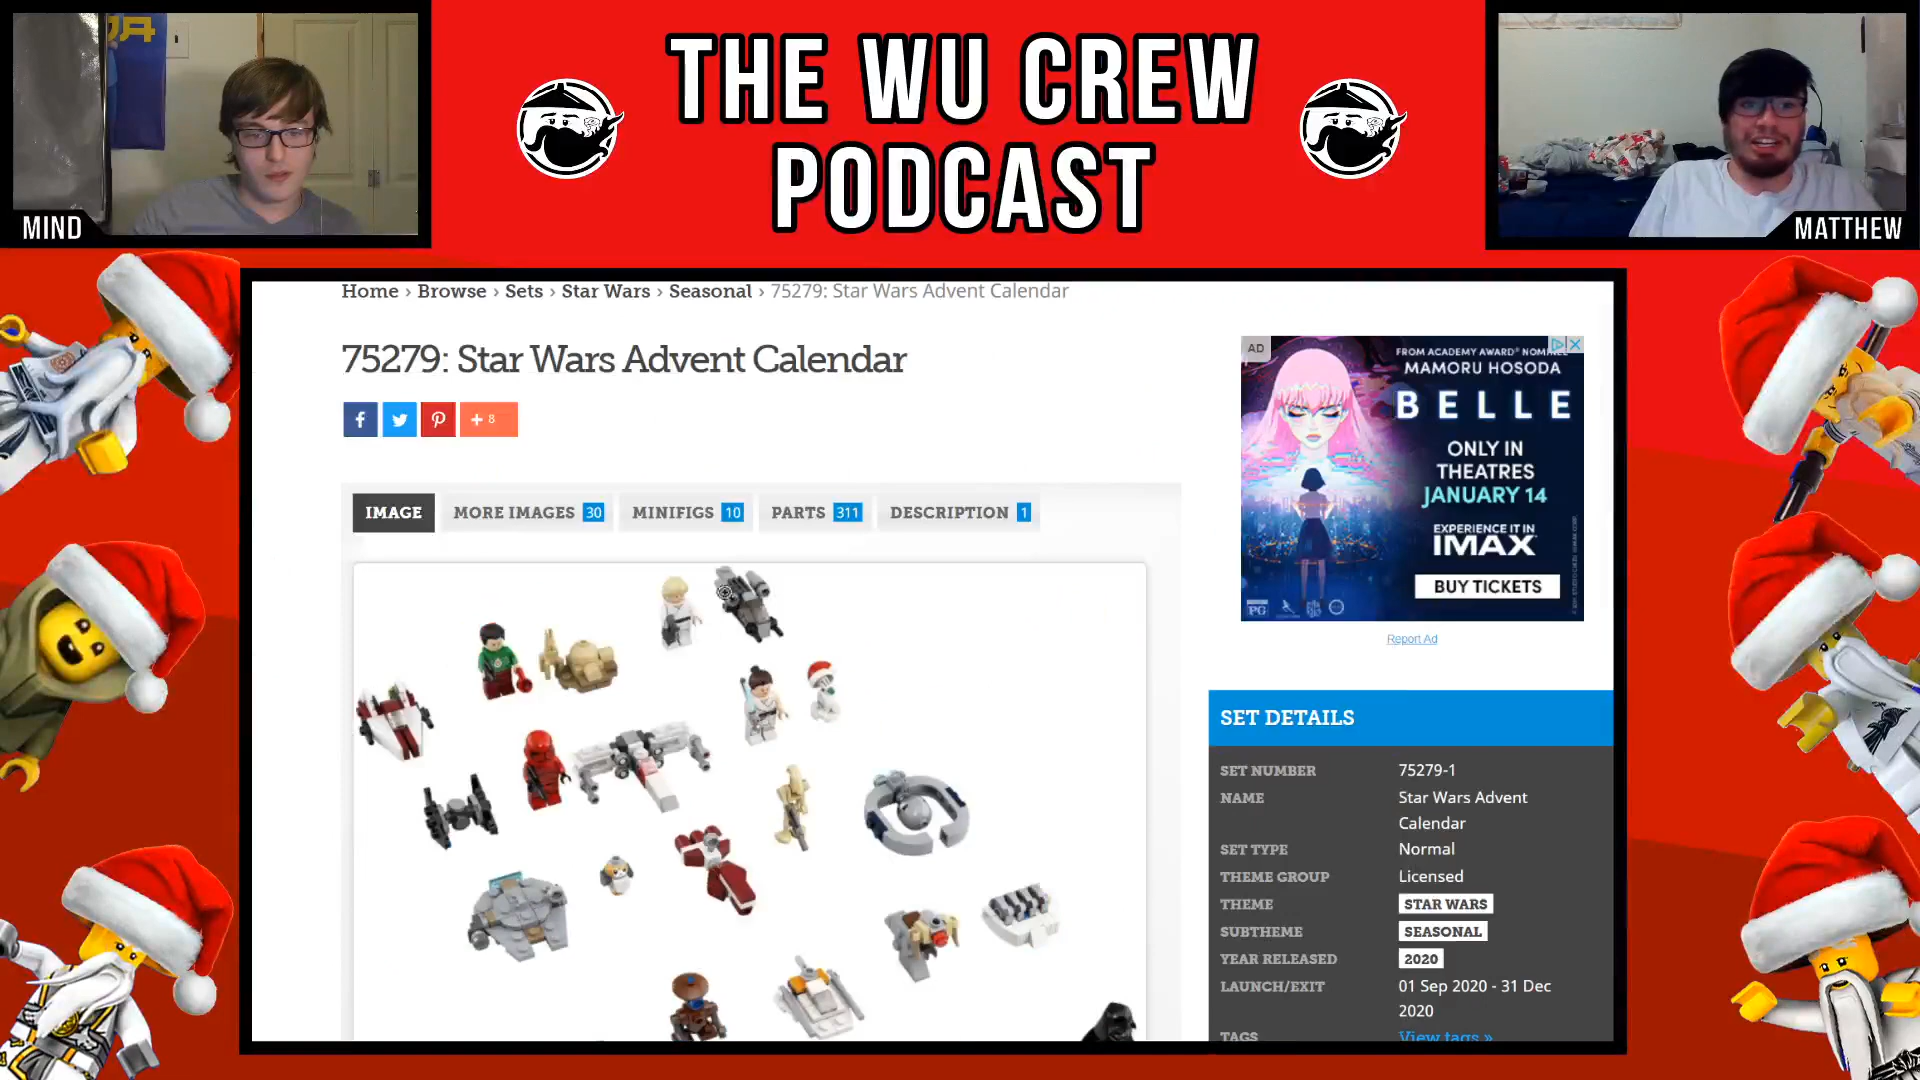 THE WU CREW
PODCAST
MIND
MATTHEW
Home › Browse › Sets › Star Wars › Seasonal › 75279: Star Wars Advent Calendar
75279: Star Wars Advent Calendar
+ 8
IMAGE
MORE IMAGES 30
MINIFIGS 10
PARTS 311
DESCRIPTION 1
AD
MAMORU HOSODA
BELLE
ONLY IN
THEATRES
JANUARY 14
EXPERIENCE IT IN
IMAX
BUY TICKETS
PG
Report Ad
SET DETAILS
SET NUMBER 75279-1
NAME Star Wars Advent
Calendar
SET TYPE Normal
THEME GROUP Licensed
THEME STAR WARS
SUBTHEME SEASONAL
YEAR RELEASED 2020
LAUNCH/EXIT 01 Sep 2020 - 31 Dec
2020
TAGS View tags »